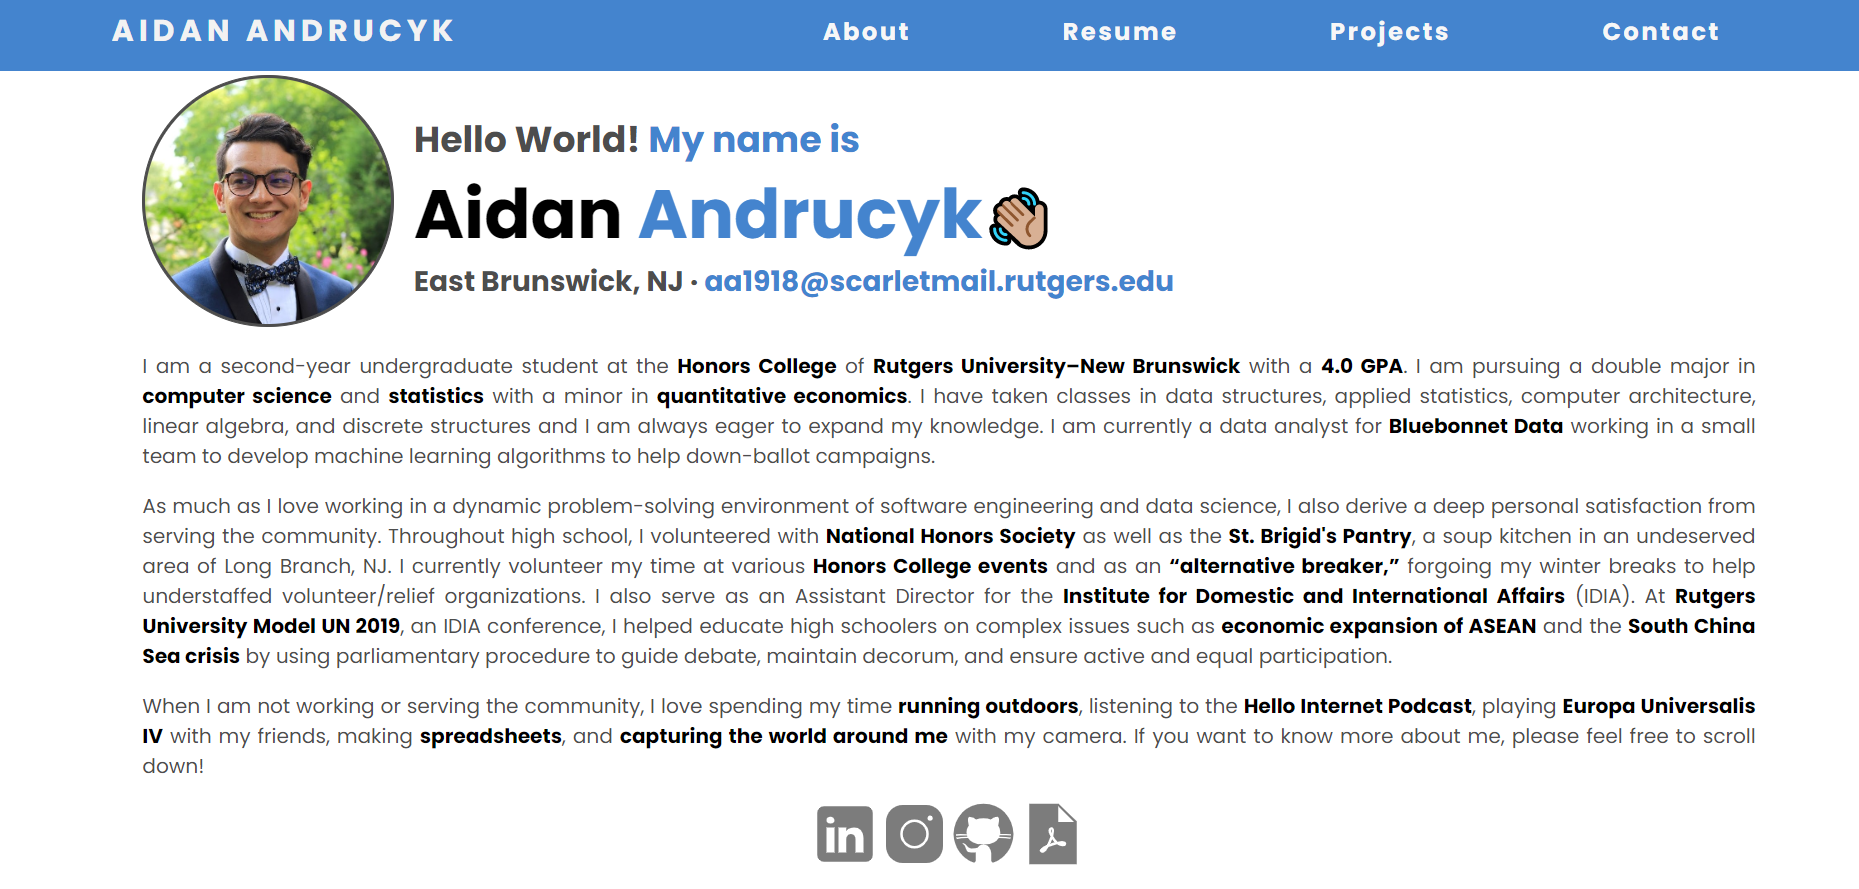 AIDAN ANDRUCYK
About
Resume
Projects
Contact
Hello World! My name is
Aidan Andrucyk
East Brunswick, NJ · aa1918@scarletmail.rutgers.edu
I am a second-year undergraduate student at the Honors College of Rutgers University–New Brunswick with a 4.0 GPA. I am pursuing a double major in
computer science and statistics with a minor in quantitative economics. I have taken classes in data structures, applied statistics, computer architecture,
linear algebra, and discrete structures and I am always eager to expand my knowledge. I am currently a data analyst for Bluebonnet Data working in a small
team to develop machine learning algorithms to help down-ballot campaigns.
As much as I love working in a dynamic problem-solving environment of software engineering and data science, I also derive a deep personal satisfaction from
serving the community. Throughout high school, I volunteered with National Honors Society as well as the St. Brigid's Pantry, a soup kitchen in an undeserved
area of Long Branch, NJ. I currently volunteer my time at various Honors College events and as an “alternative breaker,” forgoing my winter breaks to help
understaffed volunteer/relief organizations. I also serve as an Assistant Director for the Institute for Domestic and International Affairs (IDIA). At Rutgers
University Model UN 2019, an IDIA conference, I helped educate high schoolers on complex issues such as economic expansion of ASEAN and the South China
Sea crisis by using parliamentary procedure to guide debate, maintain decorum, and ensure active and equal participation.
When I am not working or serving the community, I love spending my time running outdoors, listening to the Hello Internet Podcast, playing Europa Universalis
IV with my friends, making spreadsheets, and capturing the world around me with my camera. If you want to know more about me, please feel free to scroll
down!
in